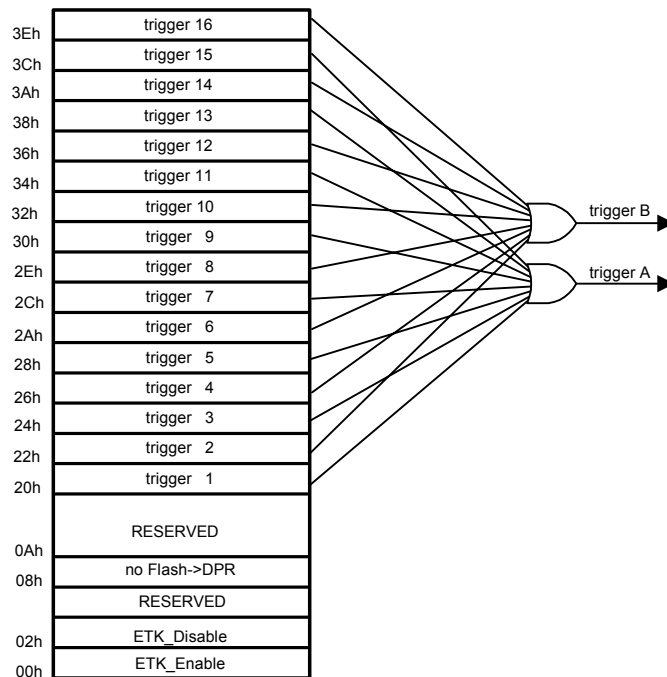 trigger 16
3Eh
trigger 15
3Ch
trigger 14
3Ah
trigger 13
38h
trigger 12
36h
trigger 11
34h
trigger 10
32h
trigger 9
30h
trigger 8
2Eh
trigger 7
2Ch
trigger 6
2Ah
trigger 5
28h
trigger 4
26h
trigger 3
24h
trigger 2
22h
trigger 1
20h
RESERVED
0Ah
no Flash->DPR
08h
RESERVED
ETK_Disable
02h
ETK_Enable
00h
trigger B
trigger A